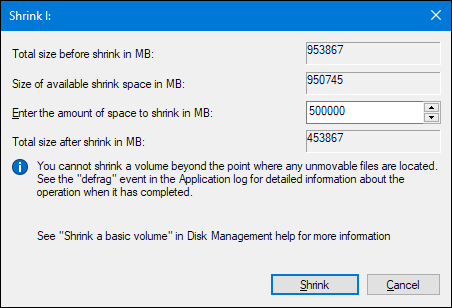 Shrink I:
Total size before shrink in MB: 953867
Size of available shrink space in MB: 950745
Enter the amount of space to shrink in MB: 500000
Total size after shrink in MB: 453867
You cannot shrink a volume beyond the point where any unmovable files are located.
See the "defrag" event in the Application log for detailed information about the
operation when it has completed.
See "Shrink a basic volume" in Disk Management help for more information
Shrink Cancel